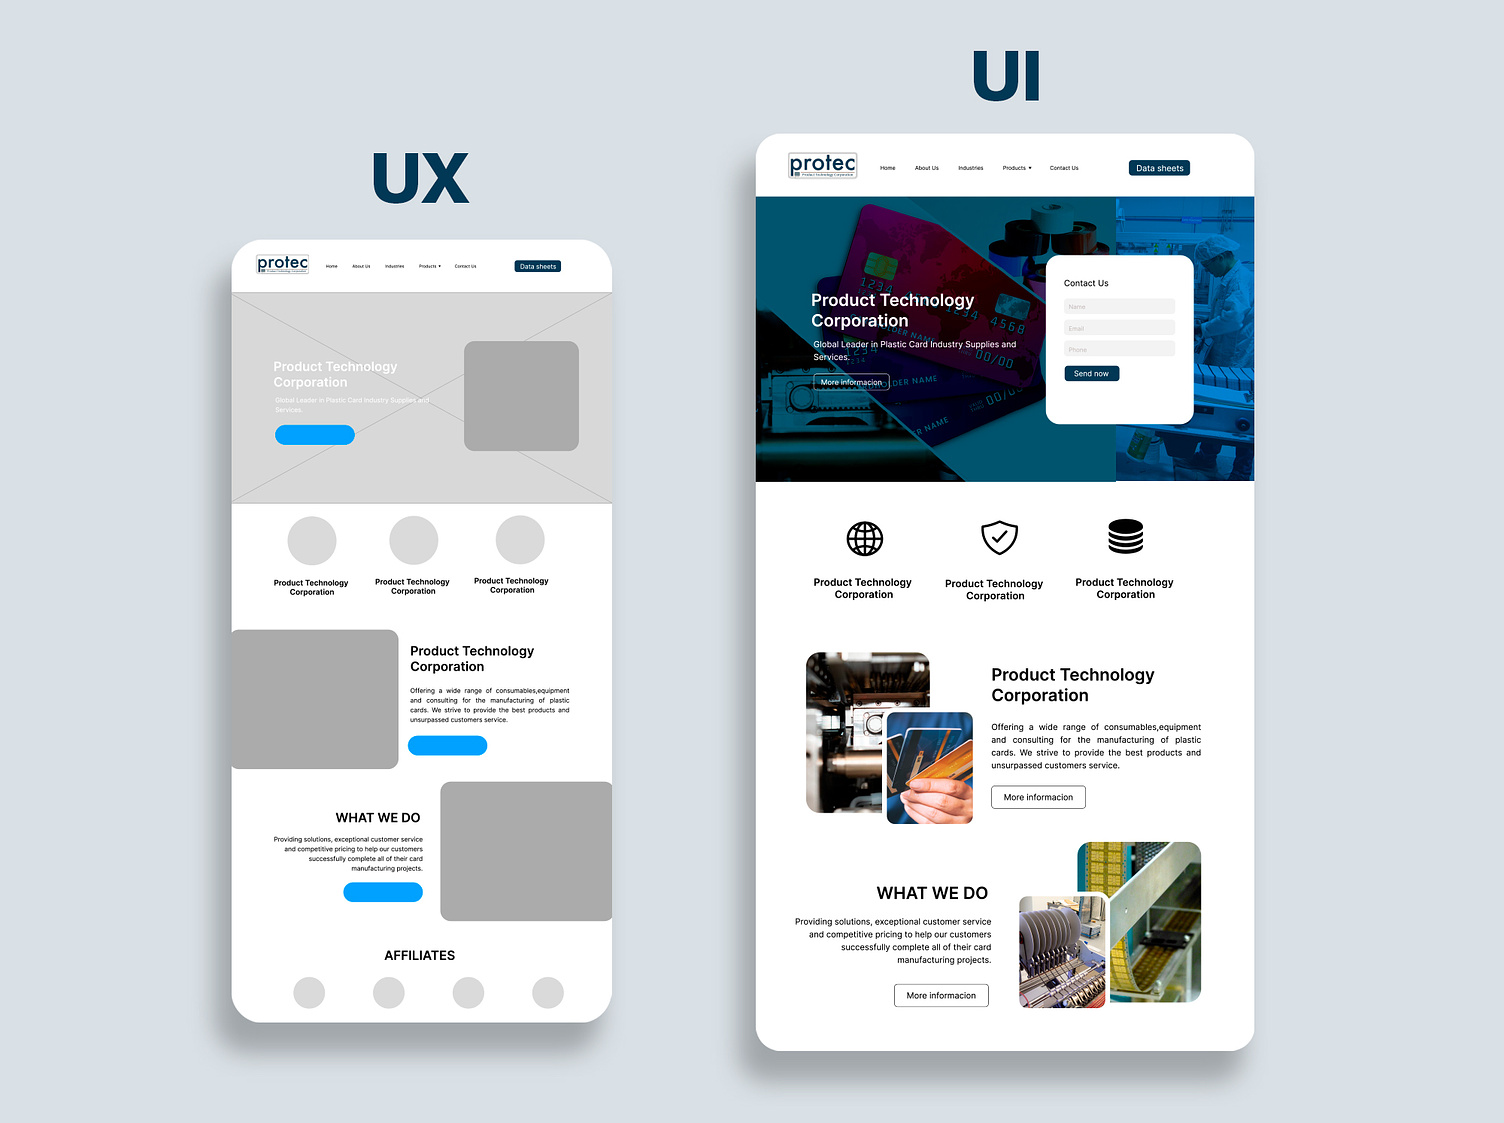 UX
protec
Product Technology Corporation
Home
About Us
Industries
Products
Contact Us
Data sheets
Product Technology
Corporation
Global Leader in Plastic Card Industry Supplies and
Services.
Product Technology
Corporation
Product Technology
Corporation
Product Technology
Corporation
Product Technology
Corporation
Offering a wide range of consumables,equipment
and consulting for the manufacturing of plastic
cards. We strive to provide the best products and
unsurpassed customers service.
WHAT WE DO
Providing solutions, exceptional customer service
and competitive pricing to help our customers
successfully complete all of their card
manufacturing projects.
AFFILIATES
UI
protec
Product Technology Corporation
Home
About Us
Industries
Products
Contact Us
Data sheets
Product Technology
Corporation
Global Leader in Plastic Card Industry Supplies and
Services.
More informacion
1234
1234 4568
00/00
00/00
Contact Us
Name
Email
Phone
Send now
Product Technology
Corporation
Product Technology
Corporation
Product Technology
Corporation
Product Technology
Corporation
Offering a wide range of consumables,equipment
and consulting for the manufacturing of plastic
cards. We strive to provide the best products and
unsurpassed customers service.
More informacion
WHAT WE DO
Providing solutions, exceptional customer service
and competitive pricing to help our customers
successfully complete all of their card
manufacturing projects.
More informacion